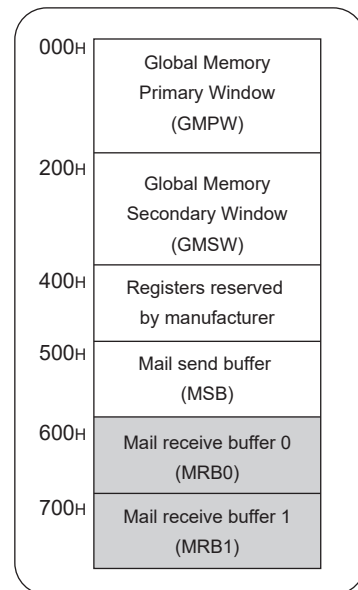 000H
Global Memory
Primary Window
(GMPW)
200H
Global Memory
Secondary Window
(GMSW)
400H
Registers reserved
by manufacturer
500H
Mail send buffer
(MSB)
600H
Mail receive buffer 0
(MRB0)
700H
Mail receive buffer 1
(MRB1)